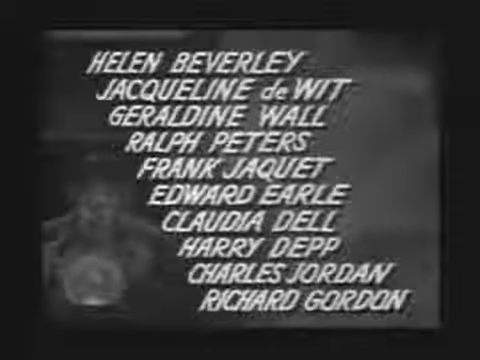 HELEN BEVERLEY
JACQUELINE de WIT
GERALDINE WALL
RALPH PETERS
FRANK JAQUET
EDWARD EARLE
CLAUDIA DELL
HARRY DEPP
CHARLES JORDAN
RICHARD GORDON